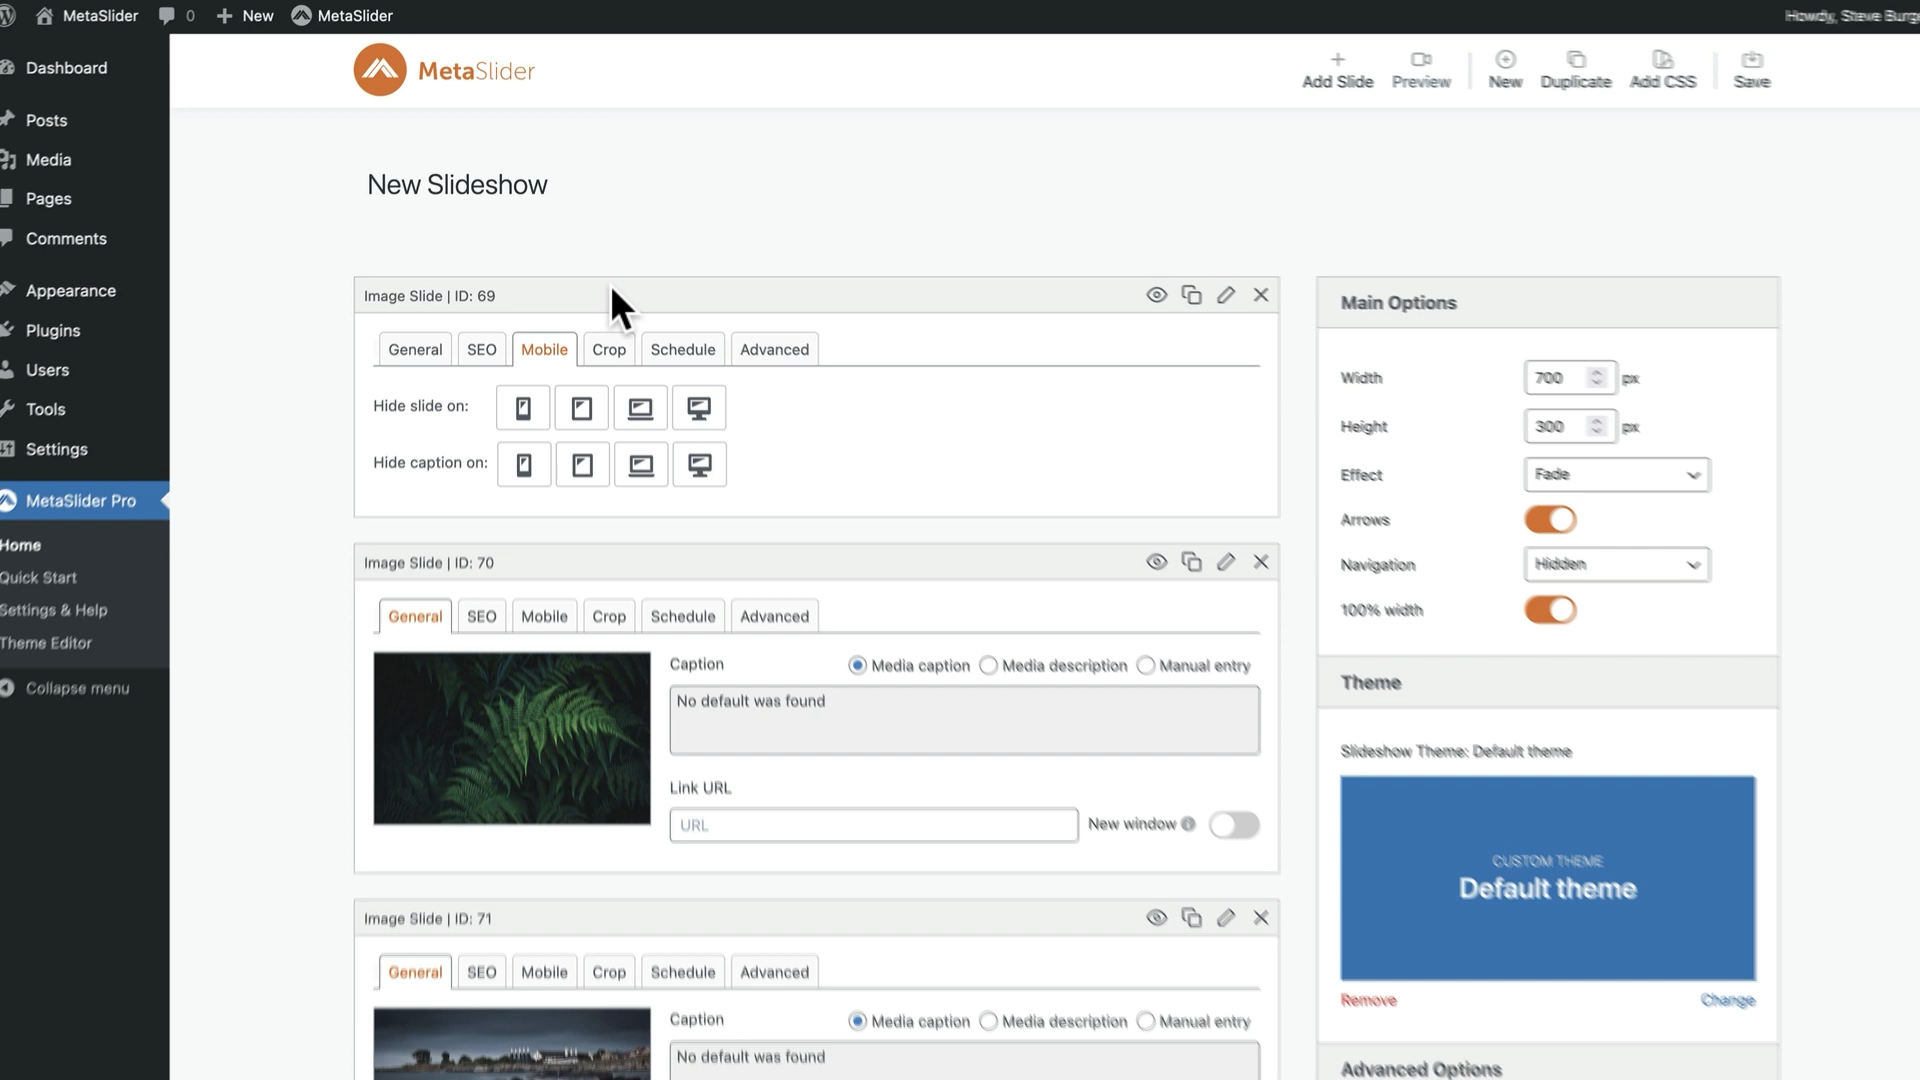 MetaSlider
0
New
MetaSlider
Howdy, Steve Burge
Dashboard
Posts
Media
Pages
Comments
Appearance
Plugins
Users
Tools
Settings
MetaSlider Pro
Home
Quick Start
Settings & Help
Theme Editor
Collapse menu
MetaSlider
Add Slide
Preview
New
Duplicate
Add CSS
Save
New Slideshow
Image Slide | ID: 69
General SEO Mobile Crop Schedule Advanced
Hide slide on:
Hide caption on:
Image Slide | ID: 70
General SEO Mobile Crop Schedule Advanced
Caption Media caption Media description Manual entry
No default was found
Link URL
URL
New window
Image Slide | ID: 71
General SEO Mobile Crop Schedule Advanced
Caption Media caption Media description Manual entry
No default was found
Main Options
Width 700 px
Height 300 px
Effect Fade
Arrows
Navigation Hidden
100% width
Theme
Slideshow Theme: Default theme
CUSTOM THEME
Default theme
Remove Change
Advanced Options